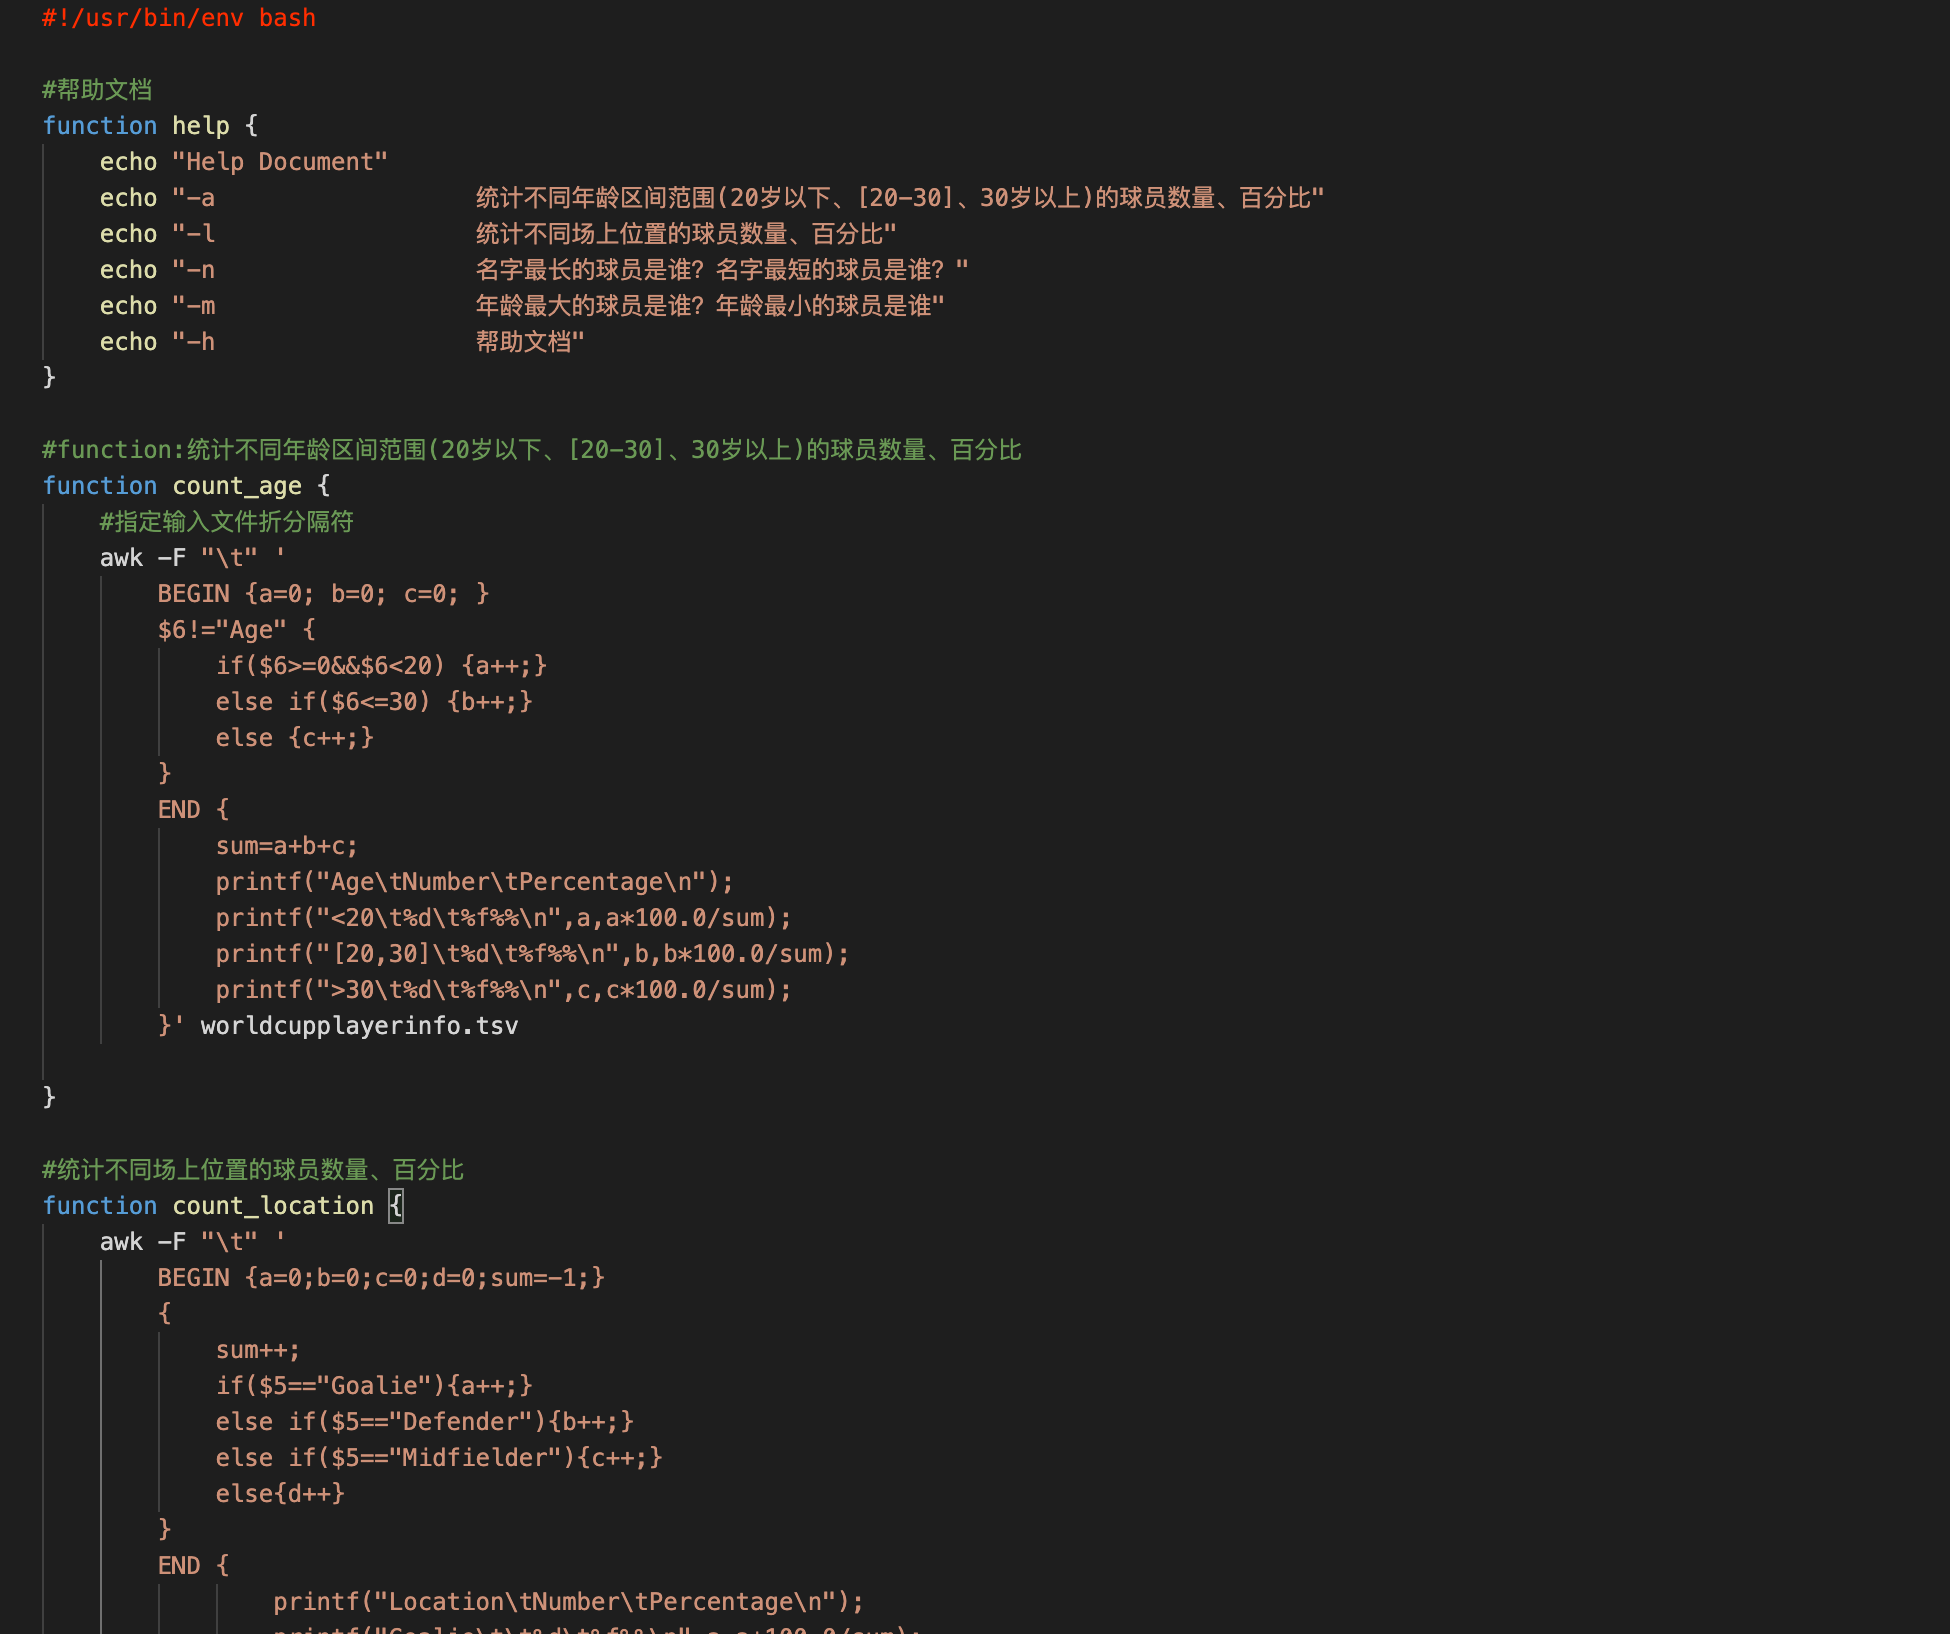 #!/usr/bin/env bash
#帮助文档
function help {
echo "Help Document"
echo "-a                  统计不同年龄区间范围(20岁以下、[20-30]、30岁以上)的球员数量、百分比"
echo "-l                  统计不同场上位置的球员数量、百分比"
echo "-n                  名字最长的球员是谁？名字最短的球员是谁？"
echo "-m                  年龄最大的球员是谁？年龄最小的球员是谁"
echo "-h                  帮助文档"
}
#function:统计不同年龄区间范围(20岁以下、[20-30]、30岁以上)的球员数量、百分比
function count_age {
#指定输入文件折分隔符
awk -F "\t" '
BEGIN {a=0; b=0; c=0; }
$6!="Age" {
if($6>=0&&$6<20) {a++;}
else if($6<=30) {b++;}
else {c++;}
}
END {
sum=a+b+c;
printf("Age\tNumber\tPercentage\n");
printf("<20\t%d\t%f%%\n",a,a*100.0/sum);
printf("[20,30]\t%d\t%f%%\n",b,b*100.0/sum);
printf(">30\t%d\t%f%%\n",c,c*100.0/sum);
}' worldcupplayerinfo.tsv
}
#统计不同场上位置的球员数量、百分比
function count_location {
awk -F "\t" '
BEGIN {a=0;b=0;c=0;d=0;sum=-1;}
{
sum++;
if($5=="Goalie"){a++;}
else if($5=="Defender"){b++;}
else if($5=="Midfielder"){c++;}
else{d++}
}
END {
printf("Location\tNumber\tPercentage\n");
printf("Goalie\t\t%d\t%f%%\n",a,a*100.0/sum);